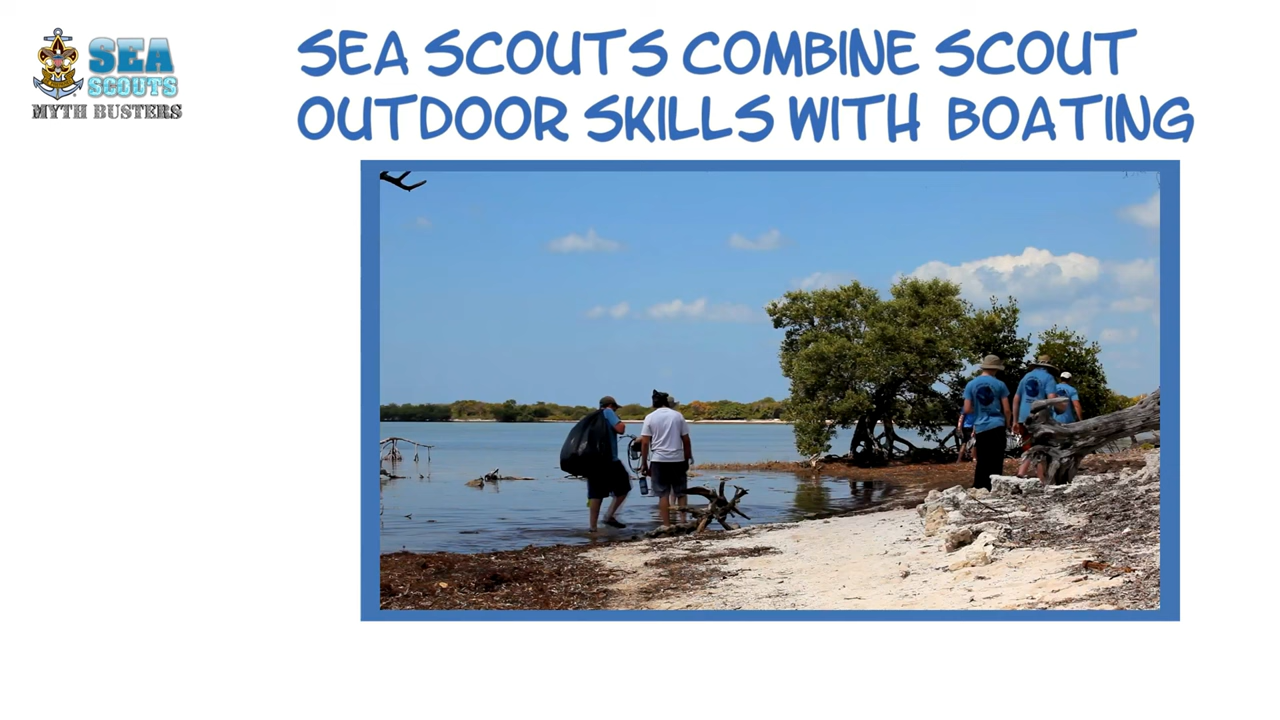 SEA SCOUTS COMBINE SCOUT
OUTDOOR SKILLS WITH BOATING
SEA
SCOUTS
MYTH BUSTERS